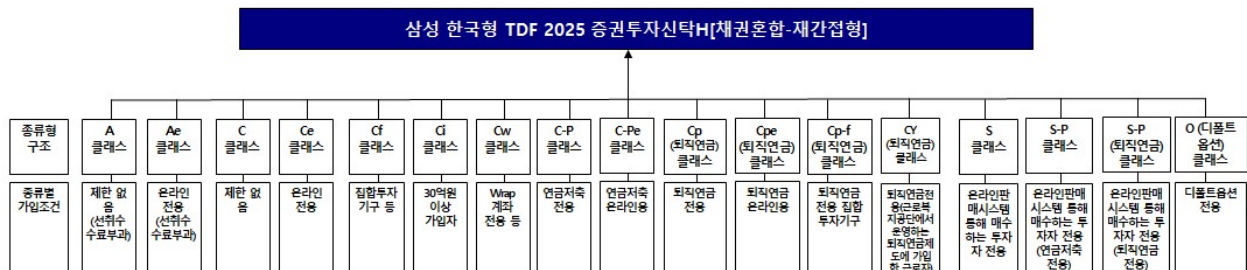 삼성 한국형 TDF 2025 증권투자신탁H[채권혼합-재간접형]
종류형
구조
A
클래스
Ae
클래스
C
클래스
Ce
클래스
Cf
클래스
Ci
클래스
Cw
클래스
C-P
클래스
C-Pe
클래스
Cp
(퇴직연금)
클래스
Cpe
(퇴직연금)
클래스
Cp-f
(퇴직연금)
클래스
CY
(퇴직연금)
클래스
S
클래스
S-P
클래스
S-P
(퇴직연금)
클래스
O (디폴트
옵션)
클래스
종류별
가입조건
제한 없
음
(선취수
수료부과)
온라인
전용
(선취수
수료부과)
제한 없
음
온라인
전용
집합투자
기구 등
30억원
이상
가입자
Wrap
계좌
전용 등
연금저축
전용
연금저축
온라인용
퇴직연금
전용
퇴직연금
온라인용
퇴직연금
전용 집합
투자기구
퇴직연금전
용(근로복
지공단에서
운영하는
퇴직연금제
도에 가입
한 근로자)
온라인판
매시스템
통해 매수
하는 투자
자 전용
온라인판매
시스템 통해
매수하는 투
자자 전용
(연금저축
전용)
온라인판매
시스템 통해
매수하는 투
자자 전용
(퇴직연금
전용)
디폴트옵션
전용